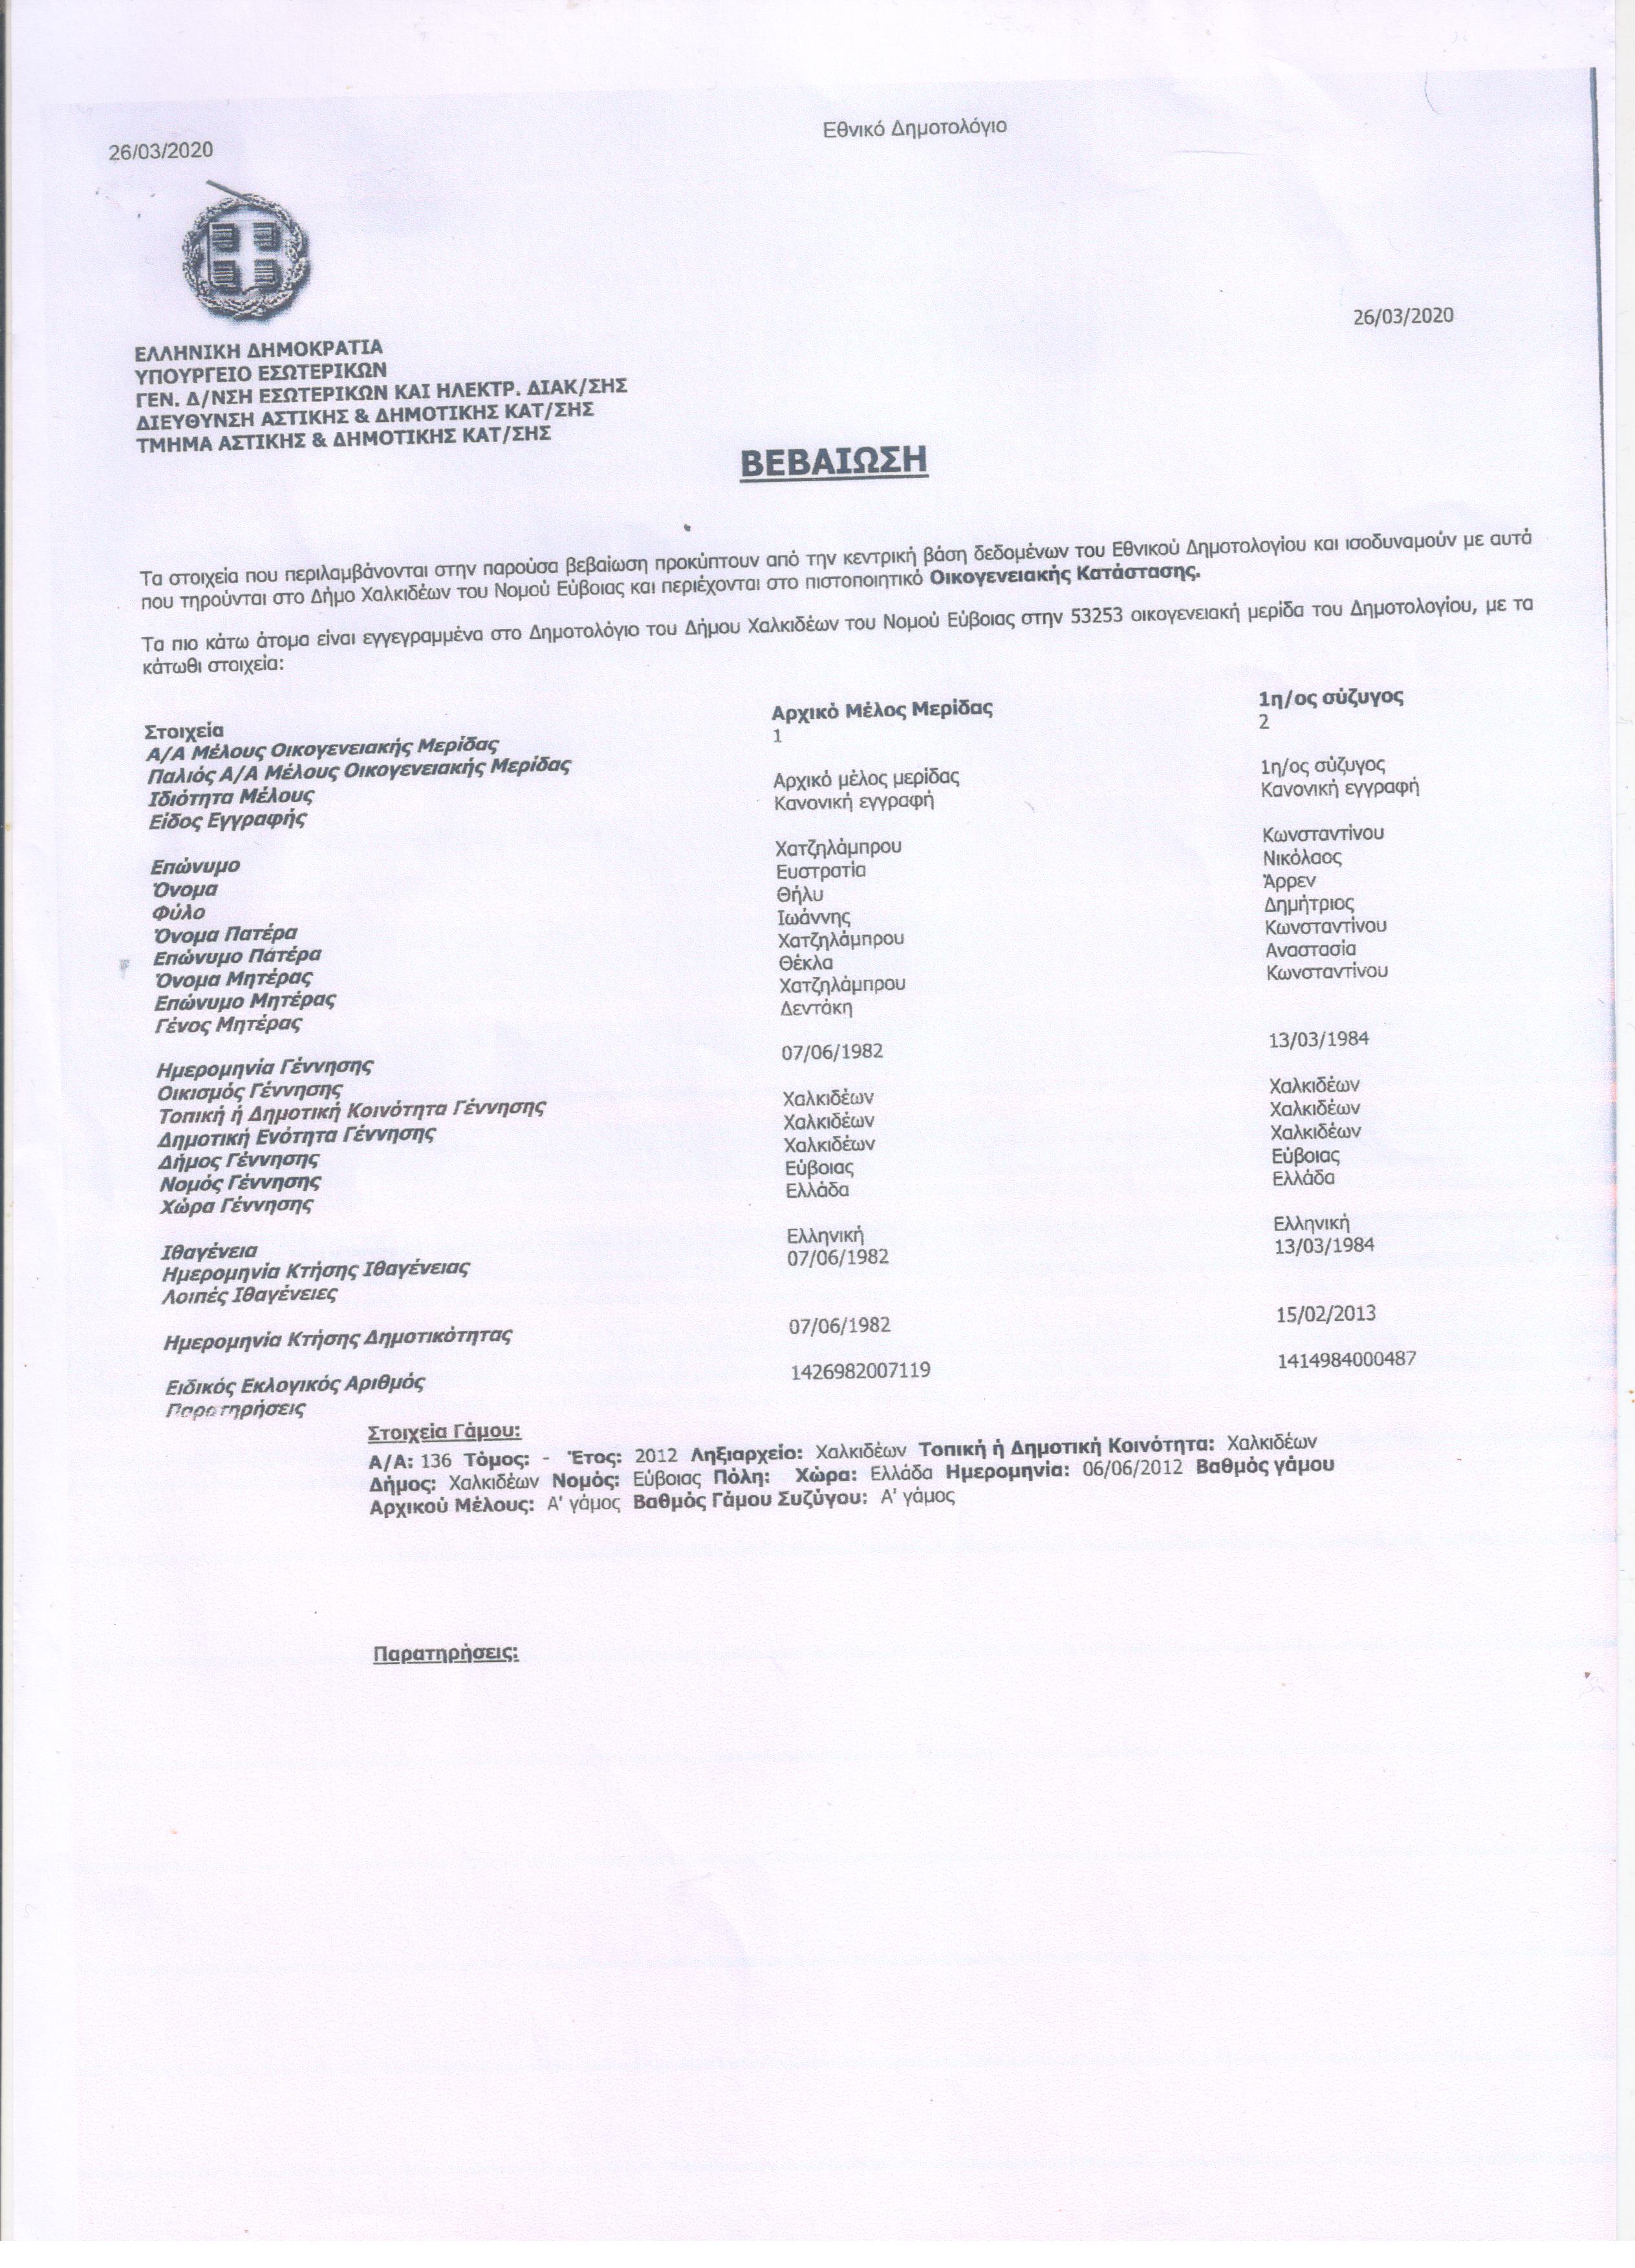 Εθνικό Δημοτολόγιο
26/03/2020
26/03/2020
ΕΛΛΗΝΙΚΗ ΔΗΜΟΚΡΑΤΙΑ
ΥΠΟΥΡΓΕΙΟ ΕΣΩΤΕΡΙΚΩΝ
ΓΕΝ. Δ/ΝΣΗ ΕΣΩΤΕΡΙΚΩΝ ΚΑΙ ΗΛΕΚΤΡ. ΔΙΑΚ/ΣΗΣ
ΔΙΕΥΘΥΝΣΗ ΑΣΤΙΚΗΣ & ΔΗΜΟΤΙΚΗΣ ΚΑΤ/ΣΗΣ
ΤΜΗΜΑ ΑΣΤΙΚΗΣ & ΔΗΜΟΤΙΚΗΣ ΚΑΤ/ΣΗΣ
ΒΕΒΑΙΩΣΗ
Τα στοιχεία που περιλαμβάνονται στην παρούσα βεβαίωση προκύπτουν από την κεντρική βάση δεδομένων του Εθνικού Δημοτολογίου και ισοδυναμούν με αυτά
που τηρούνται στο Δήμο Χαλκιδέων του Νομού Εύβοιας και περιέχονται στο πιστοποιητικό Οικογενειακής Κατάστασης.
Τα πιο κάτω άτομα είναι εγγεγραμμένα στο Δημοτολόγιο του Δήμου Χαλκιδέων του Νομού Εύβοιας στην 53253 οικογενειακή μερίδα του Δημοτολογίου, με τα
κάτωθι στοιχεία:
Στοιχεία Αρχικό Μέλος Μερίδας 1η/ος σύζυγος
Α/Α Μέλους Οικογενειακής Μερίδας 1 2
Παλιός Α/Α Μέλους Οικογενειακής Μερίδας
Ιδιότητα Μέλους Αρχικό μέλος μερίδας 1η/ος σύζυγος
Είδος Εγγραφής Κανονική εγγραφή Κανονική εγγραφή
Επώνυμο Χατζηλάμπρου Κωνσταντίνου
Όνομα Ευστρατία Νικόλαος
Φύλο Θήλυ Άρρεν
Όνομα Πατέρα Ιωάννης Δημήτριος
Επώνυμο Πατέρα Χατζηλάμπρου Κωνσταντίνου
Όνομα Μητέρας Θέκλα Αναστασία
Επώνυμο Μητέρας Χατζηλάμπρου Κωνσταντίνου
Γένος Μητέρας Δεντάκη
Ημερομηνία Γέννησης 07/06/1982 13/03/1984
Οικισμός Γέννησης
Τοπική ή Δημοτική Κοινότητα Γέννησης Χαλκιδέων Χαλκιδέων
Δημοτική Ενότητα Γέννησης Χαλκιδέων Χαλκιδέων
Δήμος Γέννησης Χαλκιδέων Χαλκιδέων
Νομός Γέννησης Εύβοιας Εύβοιας
Χώρα Γέννησης Ελλάδα Ελλάδα
Ιθαγένεια Ελληνική Ελληνική
Ημερομηνία Κτήσης Ιθαγένειας 07/06/1982 13/03/1984
Λοιπές Ιθαγένειες
Ημερομηνία Κτήσης Δημοτικότητας 07/06/1982 15/02/2013
Ειδικός Εκλογικός Αριθμός 1426982007119 1414984000487
Παρατηρήσεις
Στοιχεία Γάμου:
Α/Α: 136 Τόμος: - Έτος: 2012 Ληξιαρχείο: Χαλκιδέων Τοπική ή Δημοτική Κοινότητα: Χαλκιδέων
Δήμος: Χαλκιδέων Νομός: Εύβοιας Πόλη: Χώρα: Ελλάδα Ημερομηνία: 06/06/2012 Βαθμός γάμου
Αρχικού Μέλους: Α' γάμος Βαθμός Γάμου Συζύγου: Α' γάμος
Παρατηρήσεις: